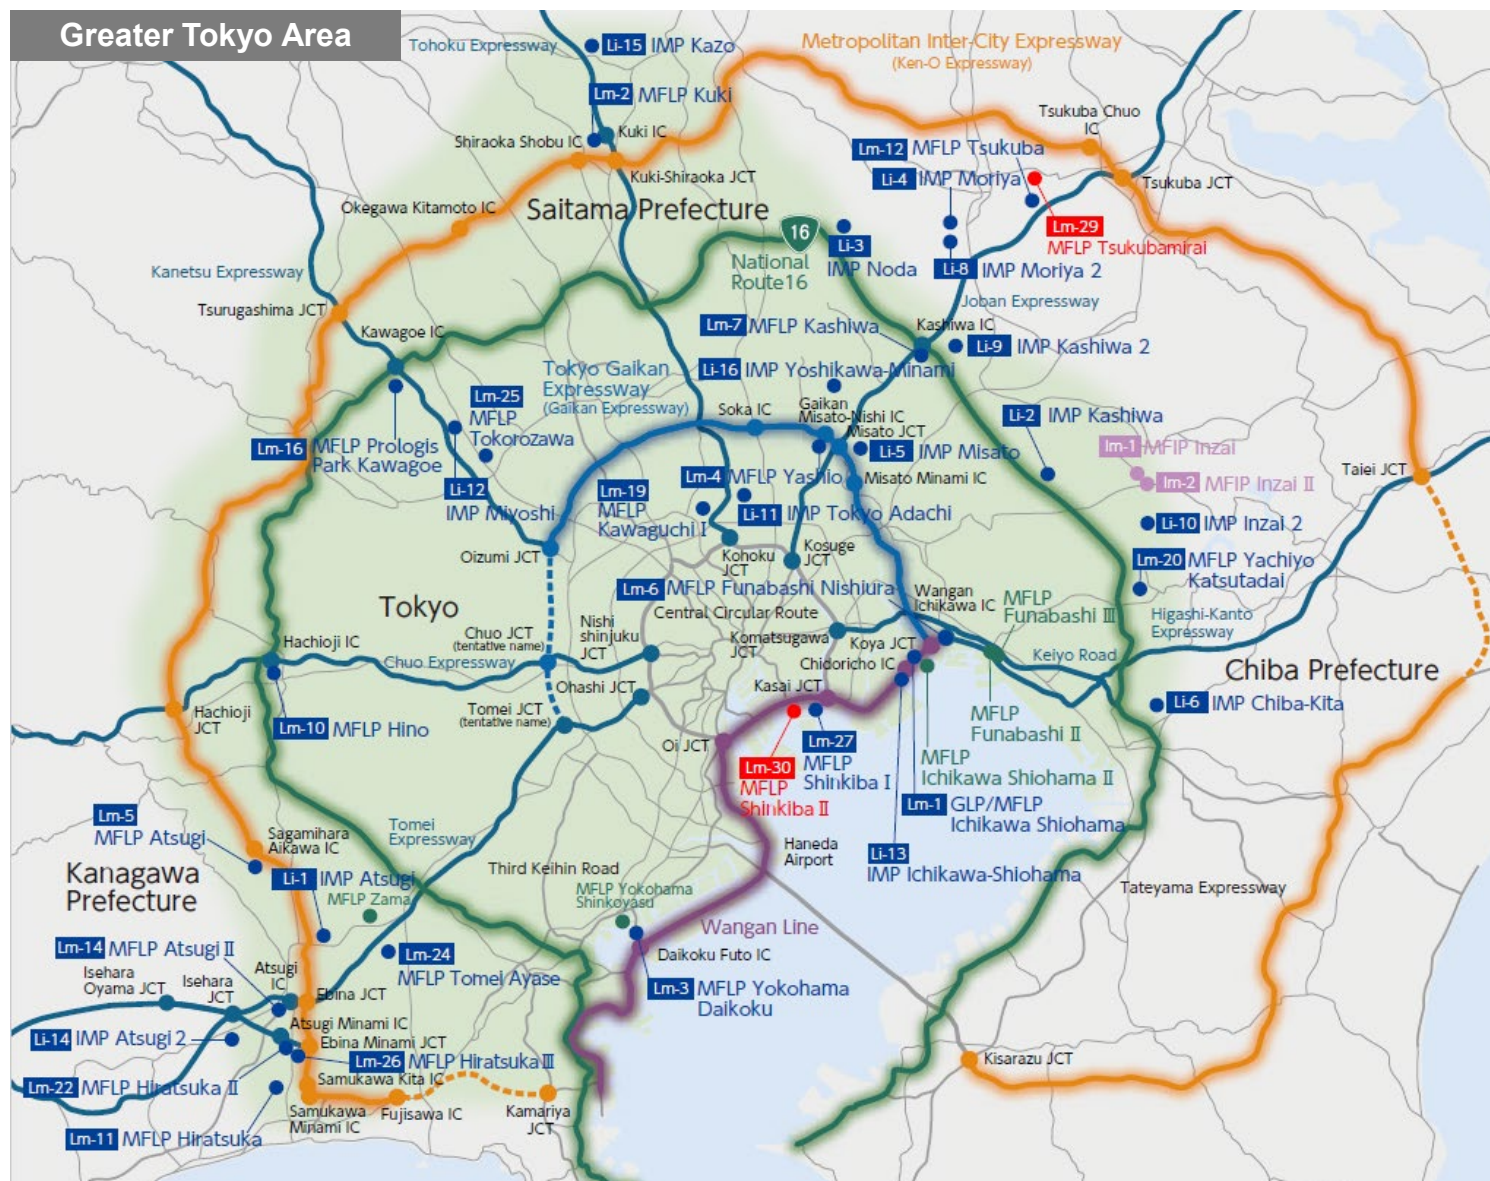 Greater Tokyo Area
Tohoku Expressway
Li-15 IMP Kazo
Metropolitan Inter-City Expressway
(Ken-O Expressway)
Lm-2 MFLP Kuki
Tsukuba Chuo
IC
Shiraoka Shobu IC
Kuki IC
Lm-12 MFLP Tsukuba
Kuki-Shiraoka JCT
Li-4 IMP Moriya
Tsukuba JCT
Okegawa Kitamoto IC
Saitama Prefecture
16
Lm-29
MFLP Tsukubamirai
Li-3
IMP Noda
National
Route16
Kanetsu Expressway
Li-8 IMP Moriya 2
Joban Expressway
Tsurugashima JCT
Kawagoe IC
Lm-7 MFLP Kashiwa
Kashiwa IC
Li-9 IMP Kashiwa 2
Tokyo Gaikan
Expressway
(Gaikan Expressway)
Li-16 IMP Yoshikawa-Minami
Lm-25
MFLP
Tokorozawa
Soka IC
Gaikan
Misato-Nishi IC
Misato JCT
Li-2 IMP Kashiwa
Lm-16 MFLP Prologis
Park Kawagoe
Li-5 IMP Misato
Im-1 MFIP Inzai
Taiei JCT
Lm-4 MFLP Yashio
Misato Minami IC
Im-2 MFIP Inzai II
Li-12
IMP Miyoshi
Lm-19
MFLP
Kawaguchi I
Li-11 IMP Tokyo Adachi
Li-10 IMP Inzai 2
Oizumi JCT
Kohoku
JCT
Kosuge
JCT
Lm-20 MFLP Yachiyo
Katsutadai
Lm-6 MFLP Funabashi Nishiura
Wangan
Ichikawa IC
MFLP
Funabashi III
Tokyo
Central Circular Route
Higashi-Kanto
Expressway
Hachioji IC
Chuo JCT
(tentative name)
Nishi
shinjuku
JCT
Komatsugawa
JCT
Koya JCT
Keiyo Road
Chuo Expressway
Chidoricho IC
Chiba Prefecture
Ohashi JCT
Kasai JCT
Hachioji
JCT
Lm-10 MFLP Hino
Tomei JCT
(tentative name)
Li-6 IMP Chiba-Kita
MFLP
Funabashi II
Oi JCT
Lm-27
MFLP
Shinkiba I
Lm-30
MFLP
Shinkiba II
MFLP
Ichikawa Shiohama II
Lm-1 GLP/MFLP
Ichikawa Shiohama
Lm-5
MFLP Atsugi
Sagamihara
Aikawa IC
Tomei
Expressway
Haneda
Airport
Li-13
IMP Ichikawa-Shiohama
Kanagawa
Prefecture
Li-1 IMP Atsugi
MFLP Zama
Third Keihin Road
MFLP Yokohama
Shinkoyasu
Tateyama Expressway
Wangan Line
Lm-14 MFLP Atsugi II
Lm-24
MFLP Tomei Ayase
Daikoku Futo IC
Isehara
Oyama JCT
Isehara
JCT
Atsugi
IC
Ebina JCT
Lm-3 MFLP Yokohama
Daikoku
Li-14 IMP Atsugi 2
Atsugi Minami IC
Ebina Minami JCT
Lm-26 MFLP Hiratsuka III
Kisarazu JCT
Lm-22 MFLP Hiratsuka II
Samukawa Kita IC
Samukawa
Minami IC
Fujisawa IC
Kamariya
JCT
Lm-11 MFLP Hiratsuka